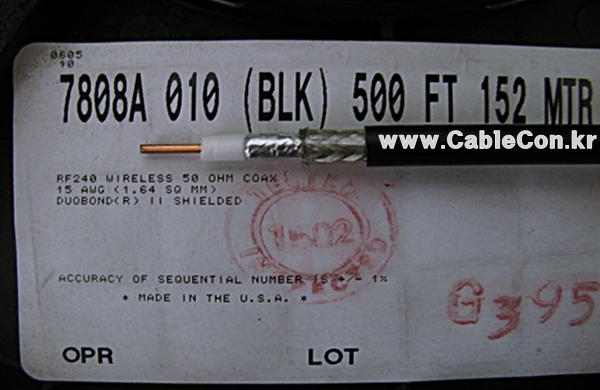 0605
10
7808A 010 (BLK) 500 FT 152 MTR
www.CableCon.kr
RF240 WIRELESS 50 OHM COAX
15 AWG (1.64 SQ MM)
DUOBOND(R) II SHIELDED
TESTED
1502
ACCURACY OF SEQUENTIAL NUMBER IS +/- 1%
* MADE IN THE U.S.A. *
G395
OPR LOT